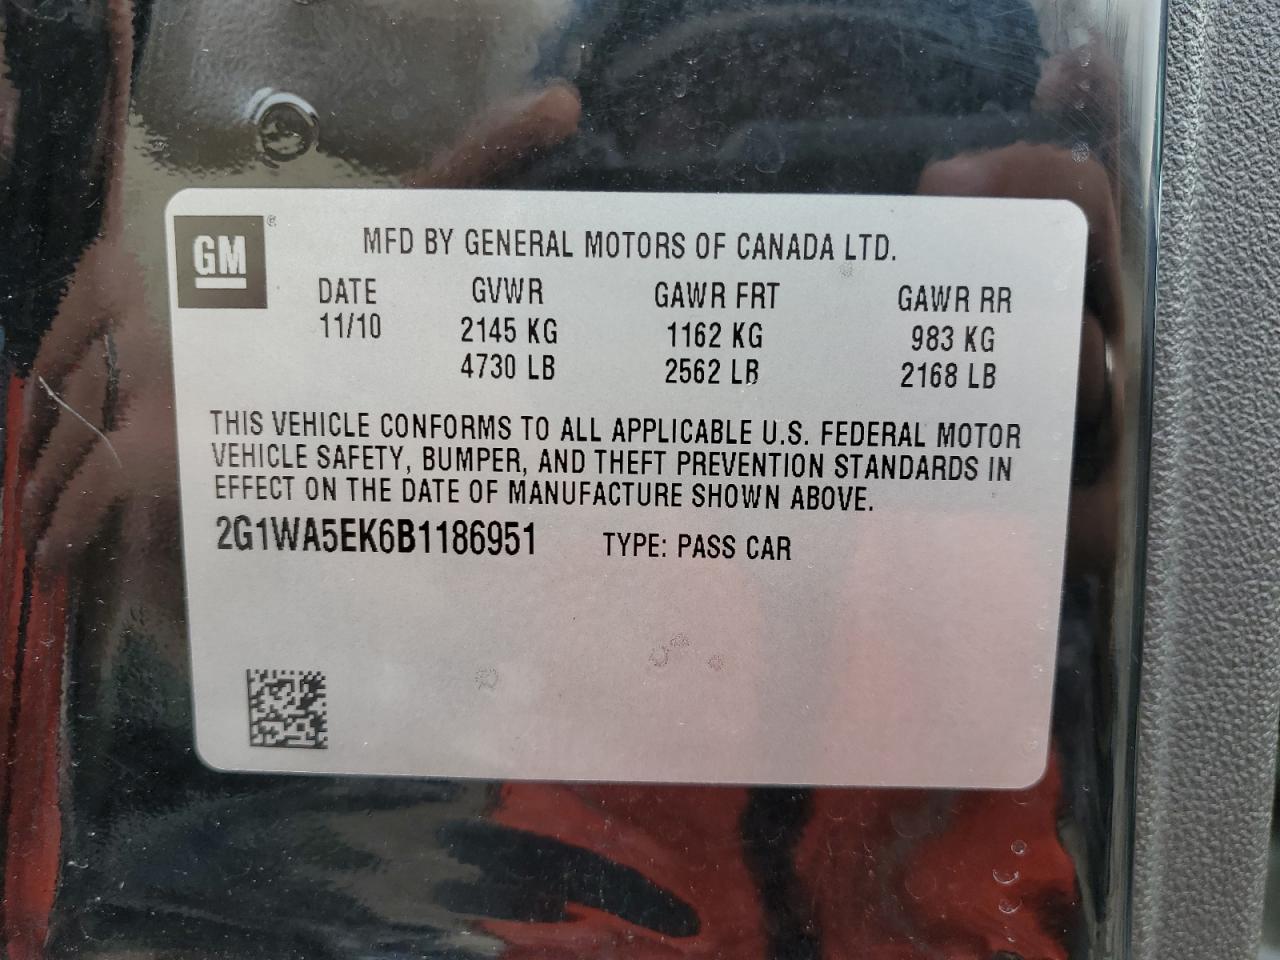 GM ®
MFD BY GENERAL MOTORS OF CANADA LTD.
DATE GVWR GAWR FRT GAWR RR
11/10 2145 KG 1162 KG 983 KG
4730 LB 2562 LB 2168 LB
THIS VEHICLE CONFORMS TO ALL APPLICABLE U.S. FEDERAL MOTOR
VEHICLE SAFETY, BUMPER, AND THEFT PREVENTION STANDARDS IN
EFFECT ON THE DATE OF MANUFACTURE SHOWN ABOVE.
2G1WA5EK6B1186951 TYPE: PASS CAR